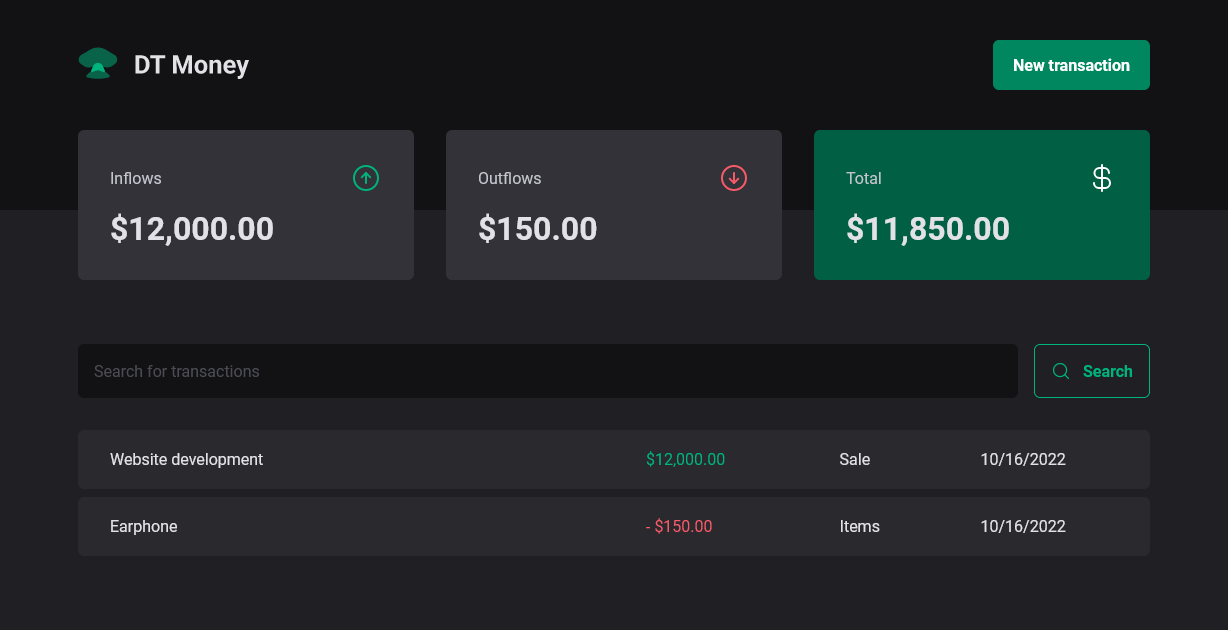 DT Money
New transaction
Inflows
$12,000.00
Outflows
$150.00
Total
$
$11,850.00
Search for transactions
Search
Website development $12,000.00 Sale 10/16/2022
Earphone - $150.00 Items 10/16/2022